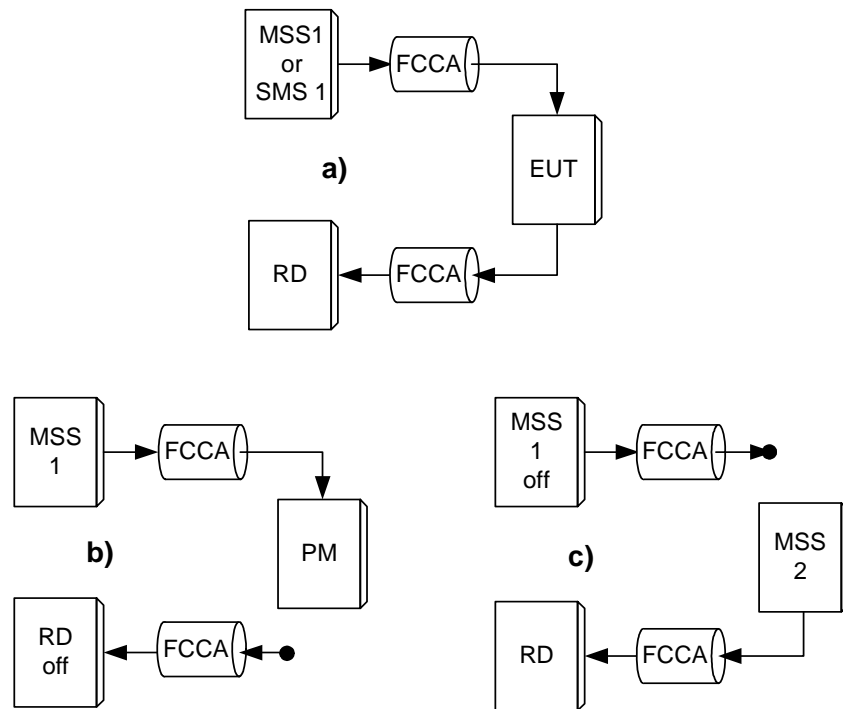 MSS1
or
SMS 1
FCCA
EUT
a)
RD
FCCA
MSS
1
FCCA
PM
b)
RD
off
FCCA
MSS
1
off
FCCA
MSS
2
c)
RD
FCCA